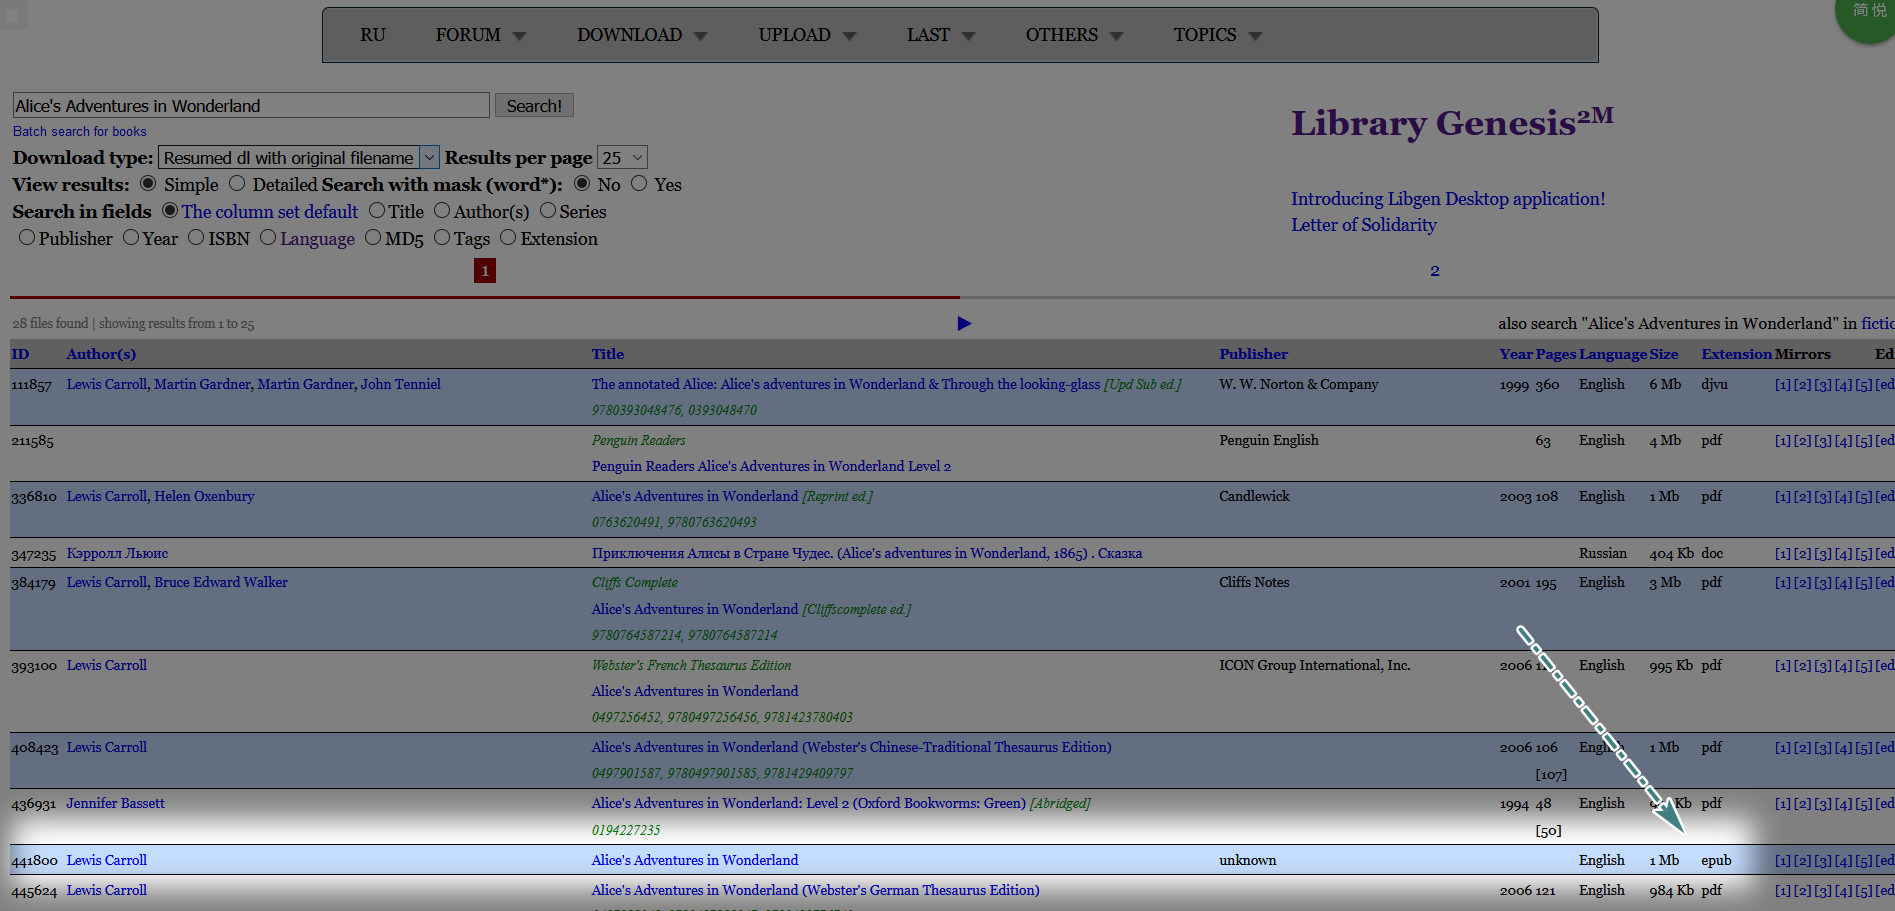 简悦
RU FORUM DOWNLOAD UPLOAD LAST OTHERS TOPICS
Alice's Adventures in Wonderland Search!
Batch search for books
Library Genesis2M
Download type: Resumed dl with original filename Results per page 25
View results: Simple Detailed Search with mask (word*): No Yes
Search in fields The column set default Title Author(s) Series
Publisher Year ISBN Language MD5 Tags Extension
Introducing Libgen Desktop application!
Letter of Solidarity
1 2
28 files found | showing results from 1 to 25 also search "Alice's Adventures in Wonderland" in fictio
ID Author(s) Title Publisher Year Pages Language Size Extension Mirrors Ed
111857 Lewis Carroll, Martin Gardner, Martin Gardner, John Tenniel The annotated Alice: Alice's adventures in Wonderland & Through the looking-glass [Upd Sub ed.] W. W. Norton & Company 1999 360 English 6 Mb djvu [1] [2] [3] [4] [5] [ed
9780393048476, 0393048470
211585 Penguin Readers Penguin English 63 English 4 Mb pdf [1] [2] [3] [4] [5] [ed
Penguin Readers Alice's Adventures in Wonderland Level 2
336810 Lewis Carroll, Helen Oxenbury Alice's Adventures in Wonderland [Reprint ed.] Candlewick 2003 108 English 1 Mb pdf [1] [2] [3] [4] [5] [ed
0763620491, 9780763620493
347235 Кэрролл Льюис Приключения Алисы в Стране Чудес. (Alice's adventures in Wonderland, 1865) . Сказка Russian 404 Kb doc [1] [2] [3] [4] [5] [ed
384179 Lewis Carroll, Bruce Edward Walker Cliffs Complete Cliffs Notes 2001 195 English 3 Mb pdf [1] [2] [3] [4] [5] [ed
Alice's Adventures in Wonderland [Cliffscomplete ed.]
9780764587214, 9780764587214
393100 Lewis Carroll Webster's French Thesaurus Edition ICON Group International, Inc. 2006 English 995 Kb pdf [1] [2] [3] [4] [5] [ed
Alice's Adventures in Wonderland
0497256452, 9780497256456, 9781423780403
408423 Lewis Carroll Alice's Adventures in Wonderland (Webster's Chinese-Traditional Thesaurus Edition) 2006 106 English 1 Mb pdf [1] [2] [3] [4] [5] [ed
0497901587, 9780497901585, 9781429409797 [107]
436931 Jennifer Bassett Alice's Adventures in Wonderland: Level 2 (Oxford Bookworms: Green) [Abridged] 1994 48 English Kb pdf [1] [2] [3] [4] [5] [ed
0194227235 [50]
441800 Lewis Carroll Alice's Adventures in Wonderland unknown English 1 Mb epub [1] [2] [3] [4] [5] [ed
445624 Lewis Carroll Alice's Adventures in Wonderland (Webster's German Thesaurus Edition) 2006 121 English 984 Kb pdf [1] [2] [3] [4] [5] [ed